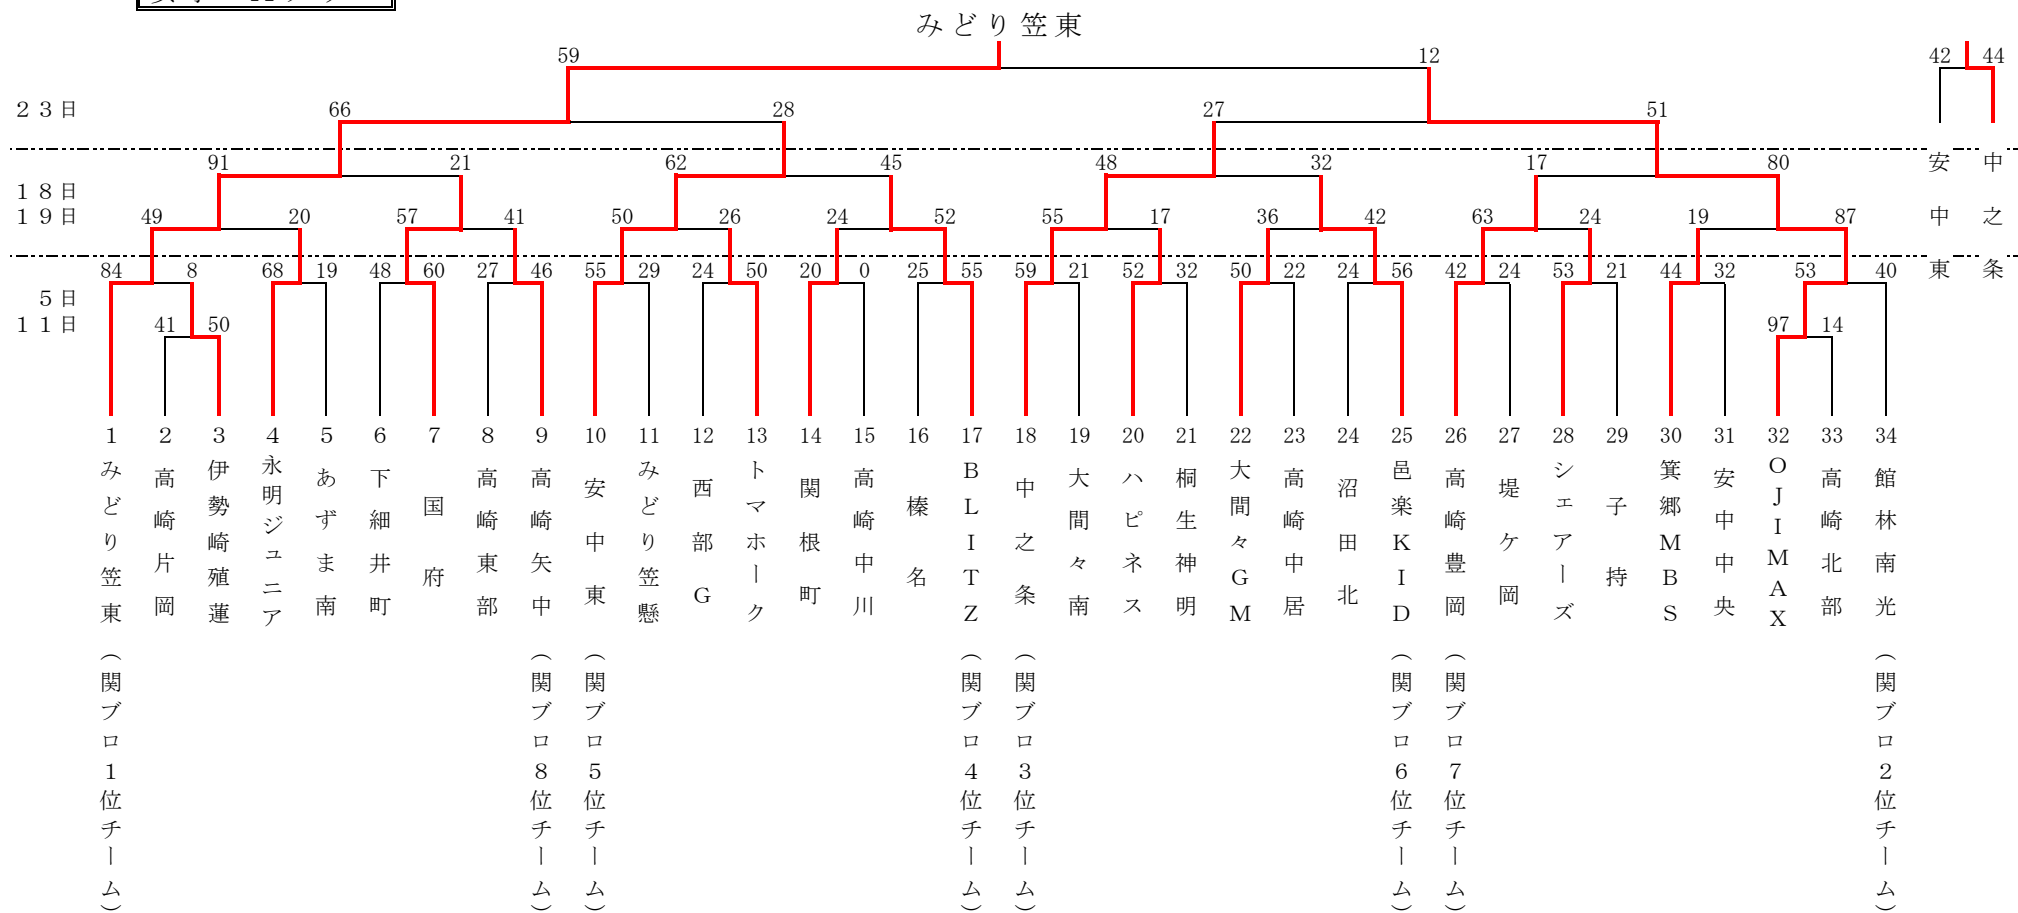 みどり笠東
59 12 42 44
２３日 66 28 27 51
91 21 62 45 48 32 17 80
１８日
１９日 49 20 57 41 50 26 24 52 55 17 36 42 63 24 19 87
84 8 68 19 48 60 27 46 55 29 24 50 20 0 25 55 59 21 52 32 50 22 24 56 42 24 53 21 44 32 53 40
５日
１１日 41 50 97 14
安中東
中之条
1 みどり笠東（関ブロ１位チーム）
2 高崎片岡
3 伊勢崎殖蓮
4 永明ジュニア
5 あずま南
6 下細井町
7 国府
8 高崎東部
9 高崎矢中（関ブロ８位チーム）
10 安中東（関ブロ５位チーム）
11 みどり笠懸
12 西部Ｇ
13 トマホーク
14 関根町
15 高崎中川
16 榛名
17 ＢＬＩＴＺ（関ブロ４位チーム）
18 中之条（関ブロ３位チーム）
19 大間々南
20 ハピネス
21 桐生神明
22 大間々ＧＭ
23 高崎中居
24 沼田北
25 邑楽ＫＩＤ（関ブロ６位チーム）
26 高崎豊岡（関ブロ７位チーム）
27 堤ケ岡
28 シェアーズ
29 子持
30 箕郷ＭＢＳ
31 安中中央
32 ＯＪＩＭＡＸ
33 高崎北部
34 館林南光（関ブロ２位チーム）